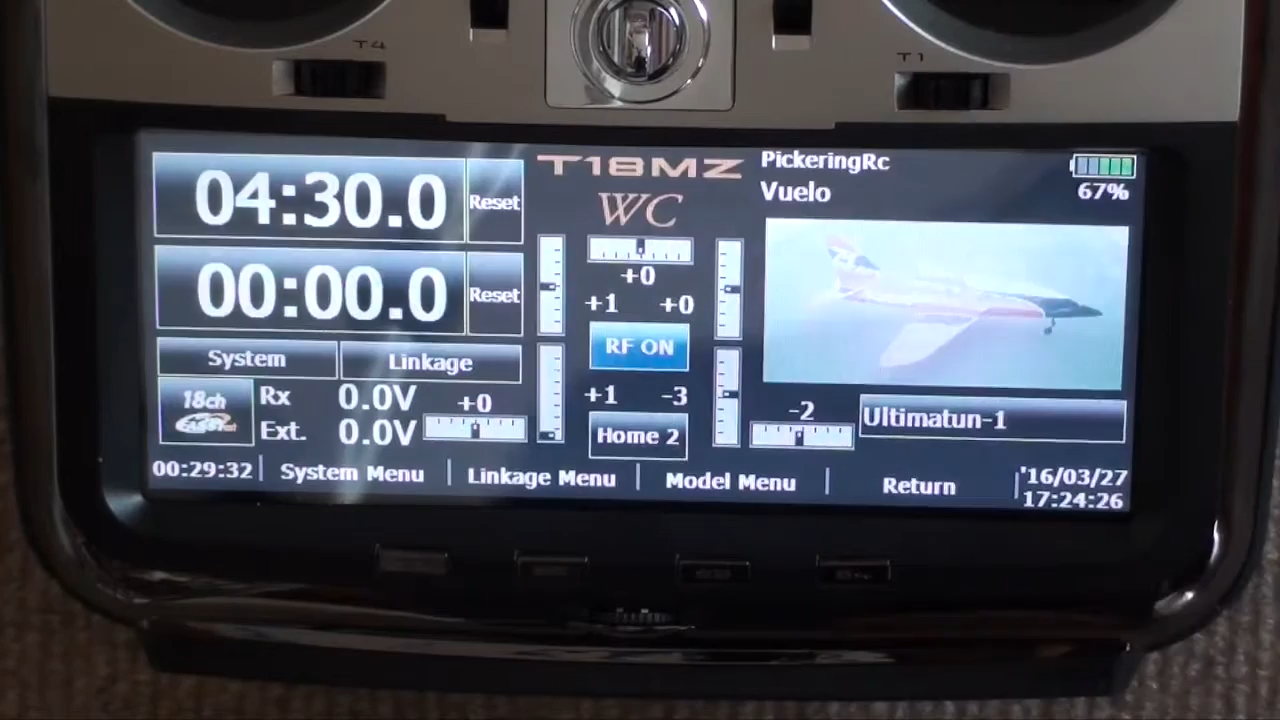 T4
T1
04:30.0
Reset
T18MZ
WC
PickeringRc
67%
Vuelo
00:00.0
Reset
+0
+1 +0
RF ON
System
Linkage
18ch
Rx 0.0V
Ext. 0.0V
+0
+1 -3
Home 2
-2
Ultimatun-1
00:29:32
System Menu
Linkage Menu
Model Menu
Return
'16/03/27
17:24:26